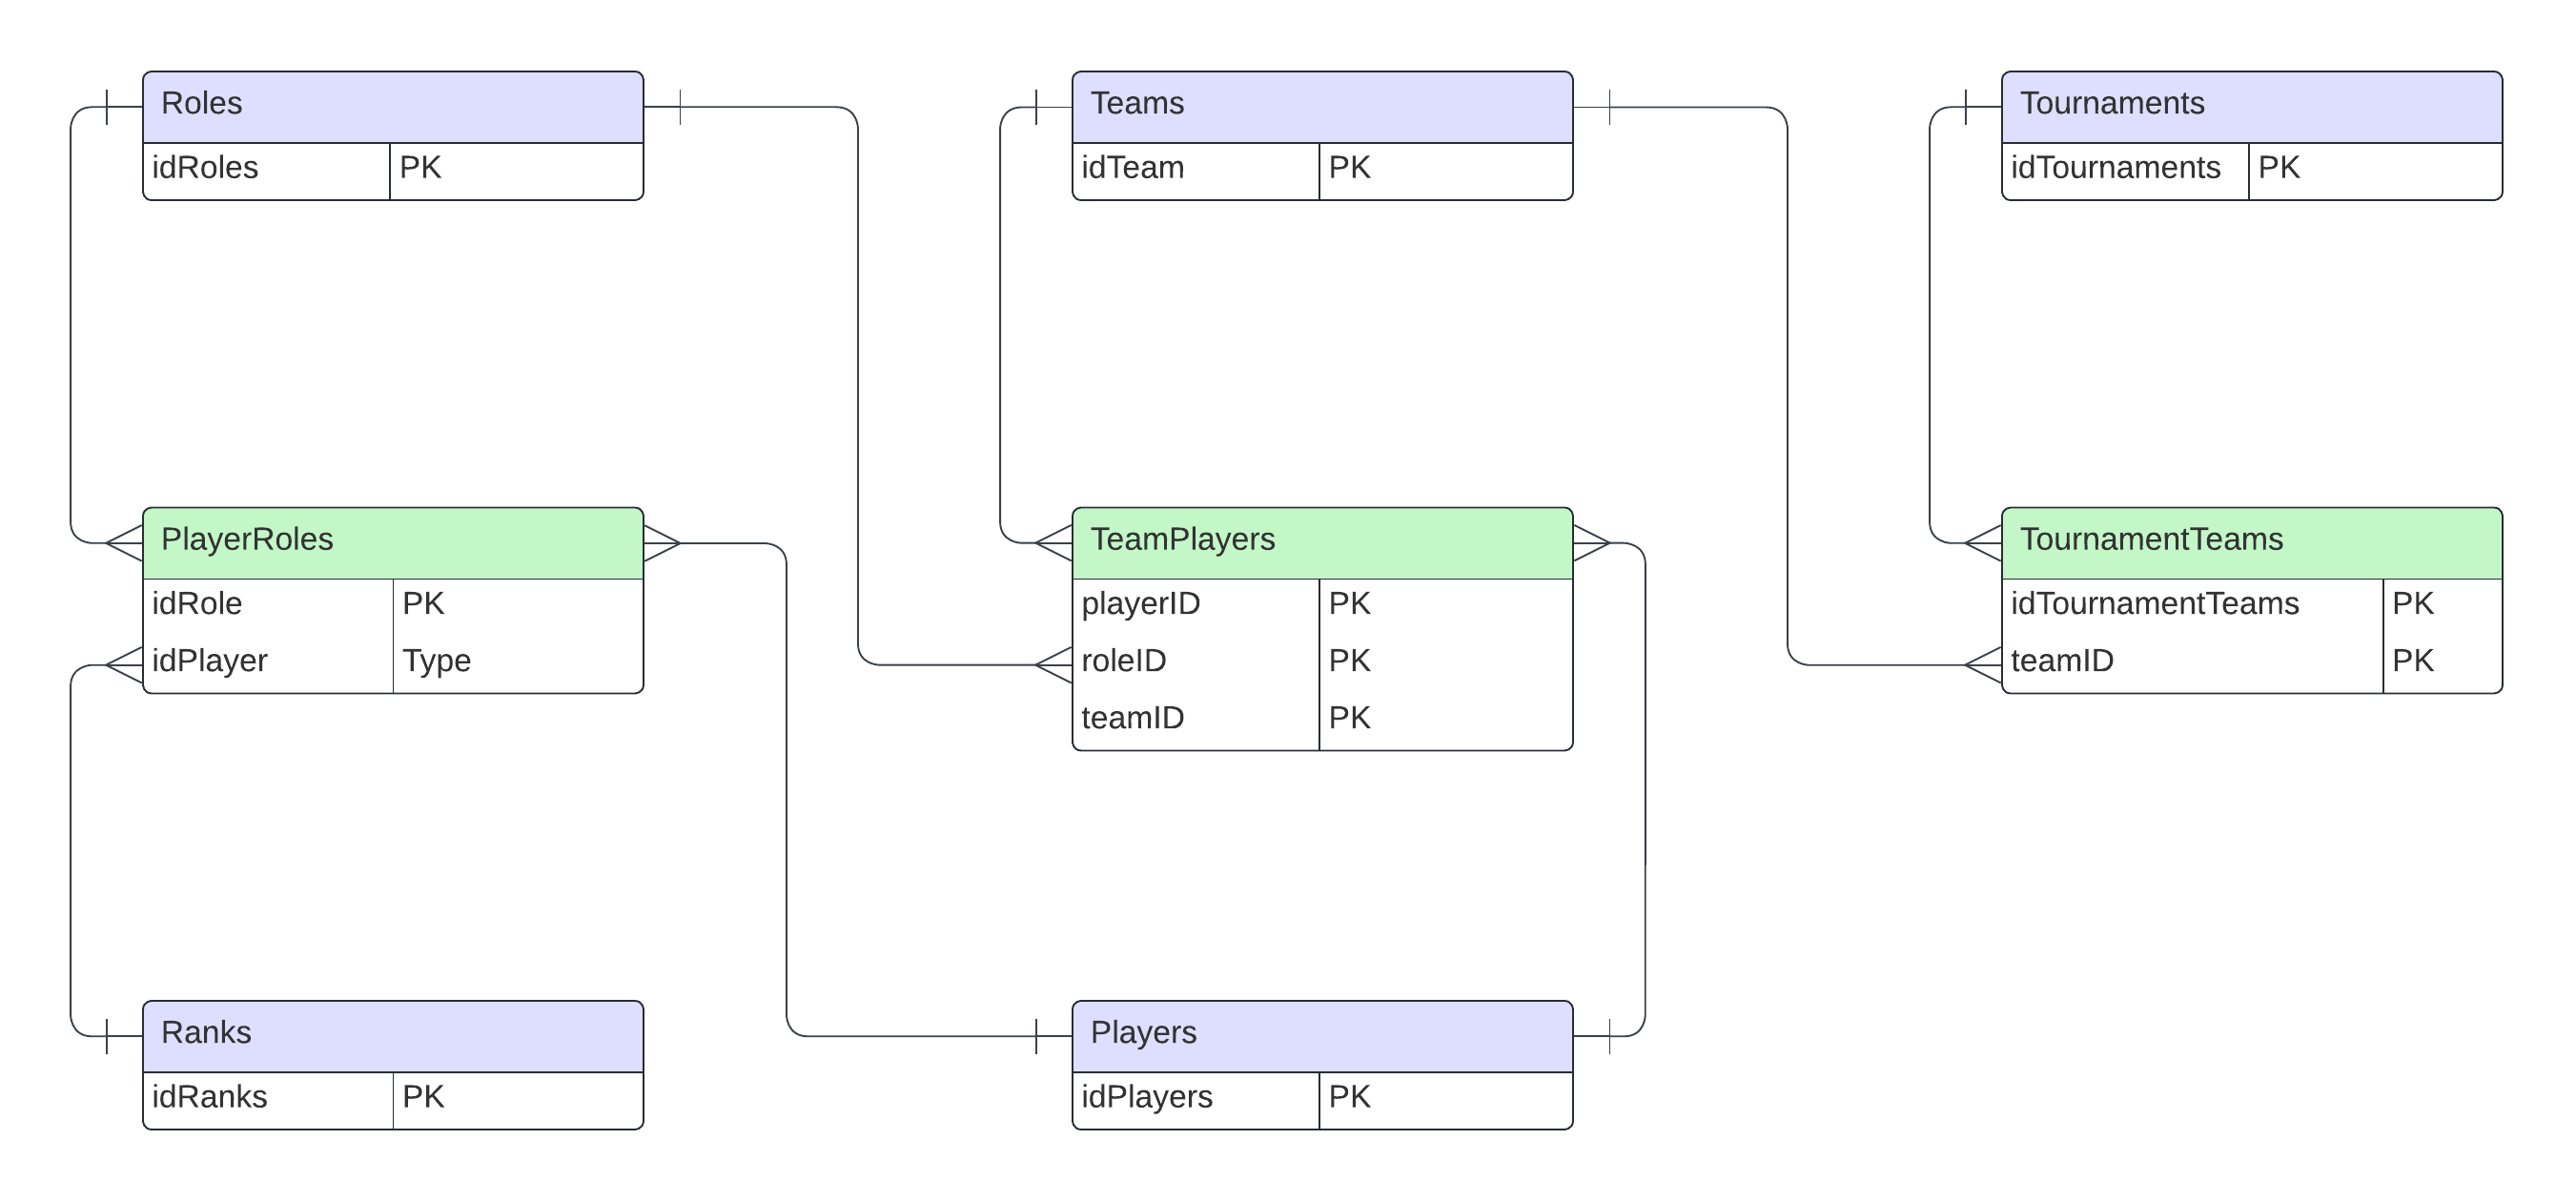 Roles
idRoles PK
Teams
idTeam PK
Tournaments
idTournaments PK
PlayerRoles
idRole PK
idPlayer Type
TeamPlayers
playerID PK
roleID PK
teamID PK
TournamentTeams
idTournamentTeams PK
teamID PK
Ranks
idRanks PK
Players
idPlayers PK